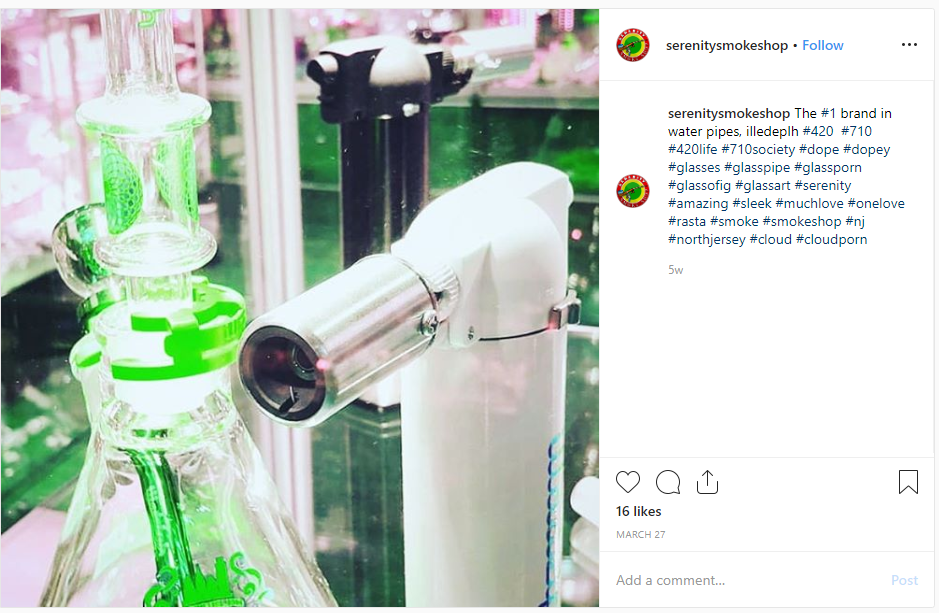 serenitysmokeshop • Follow
serenitysmokeshop The #1 brand in
water pipes, illedeplh #420 #710
#420life #710society #dope #dopey
#glasses #glasspipe #glassporn
#glassofig #glassart #serenity
#amazing #sleek #muchlove #onelove
#rasta #smoke #smokeshop #nj
#northjersey #cloud #cloudporn
5w
16 likes
MARCH 27
Add a comment...
Post